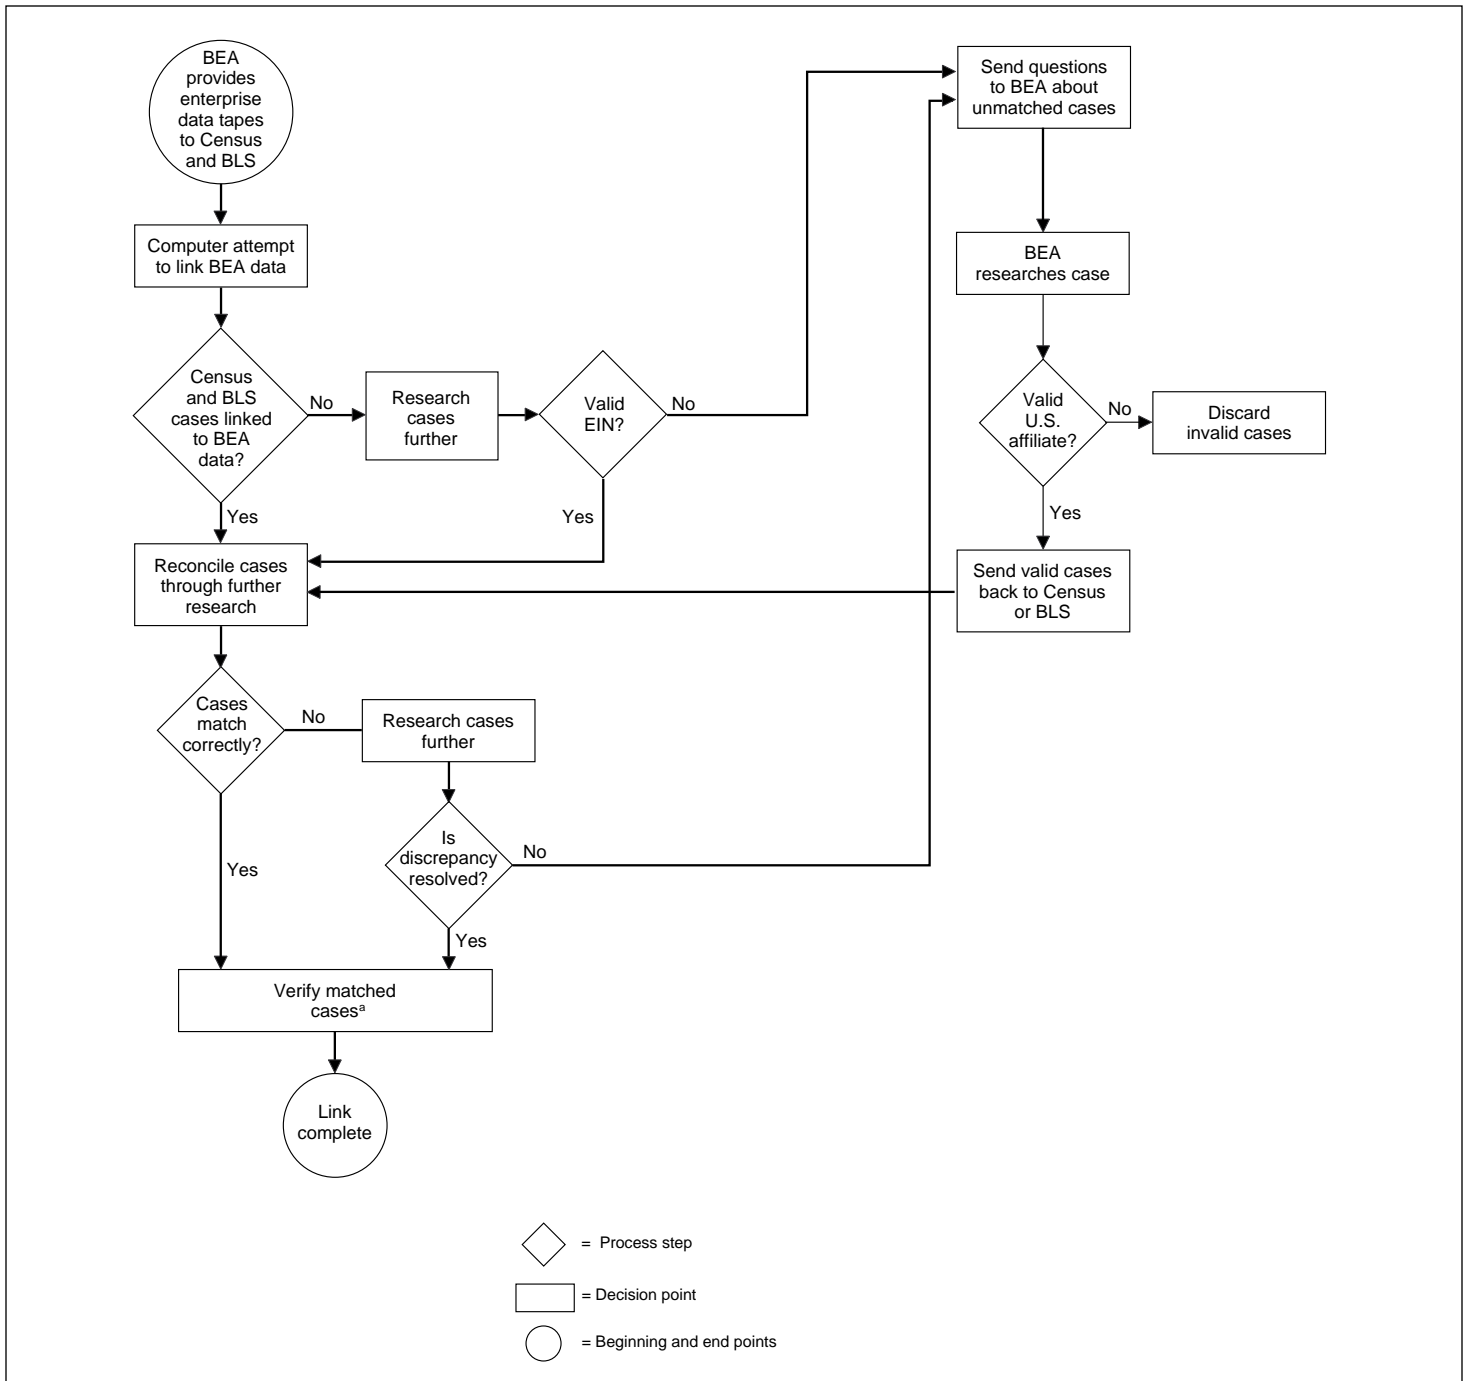 BEA
provides
enterprise
data tapes
to Census
and BLS
Computer attempt
to link BEA data
Census
and BLS
cases linked
to BEA
data?
No
Research
cases
further
Valid
EIN?
No
Yes
Yes
Send questions
to BEA about
unmatched cases
BEA
researches case
Valid
U.S.
affiliate?
No
Discard
invalid cases
Yes
Send valid cases
back to Census
or BLS
Reconcile cases
through further
research
Cases
match
correctly?
No
Research cases
further
Is
discrepancy
resolved?
No
Yes
Yes
Verify matched
casesᵃ
Link
complete
= Process step
= Decision point
= Beginning and end points